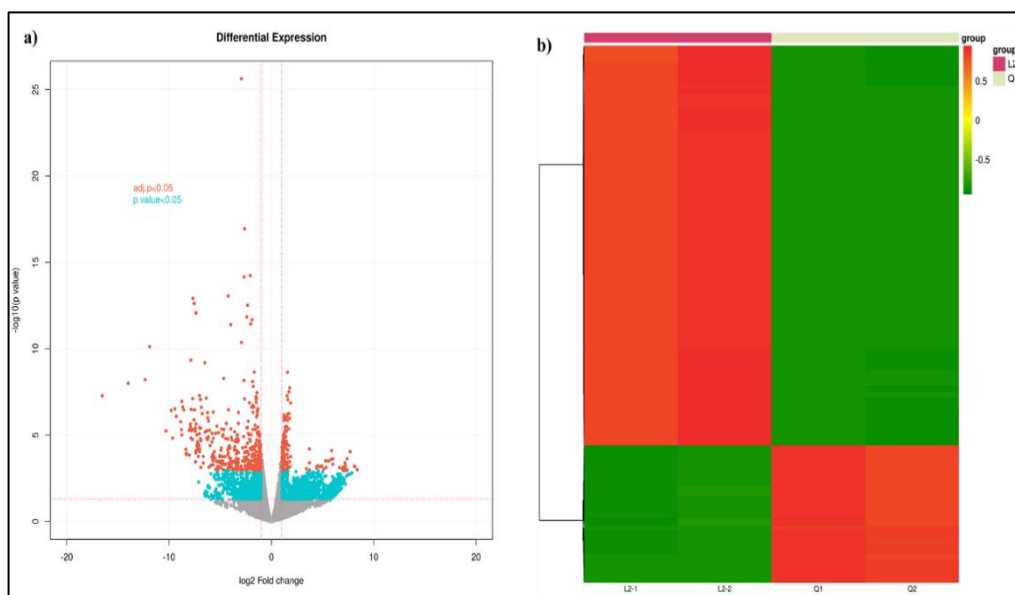 a)
Differential Expression
adj.p<0.05
p value<0.05
-log10(p value)
25
20
15
10
5
0
-20
-10
0
10
20
log2 Fold change
b)
group
group
L2
Q
0.5
0
-0.5
L2-1
L2-2
Q1
Q2